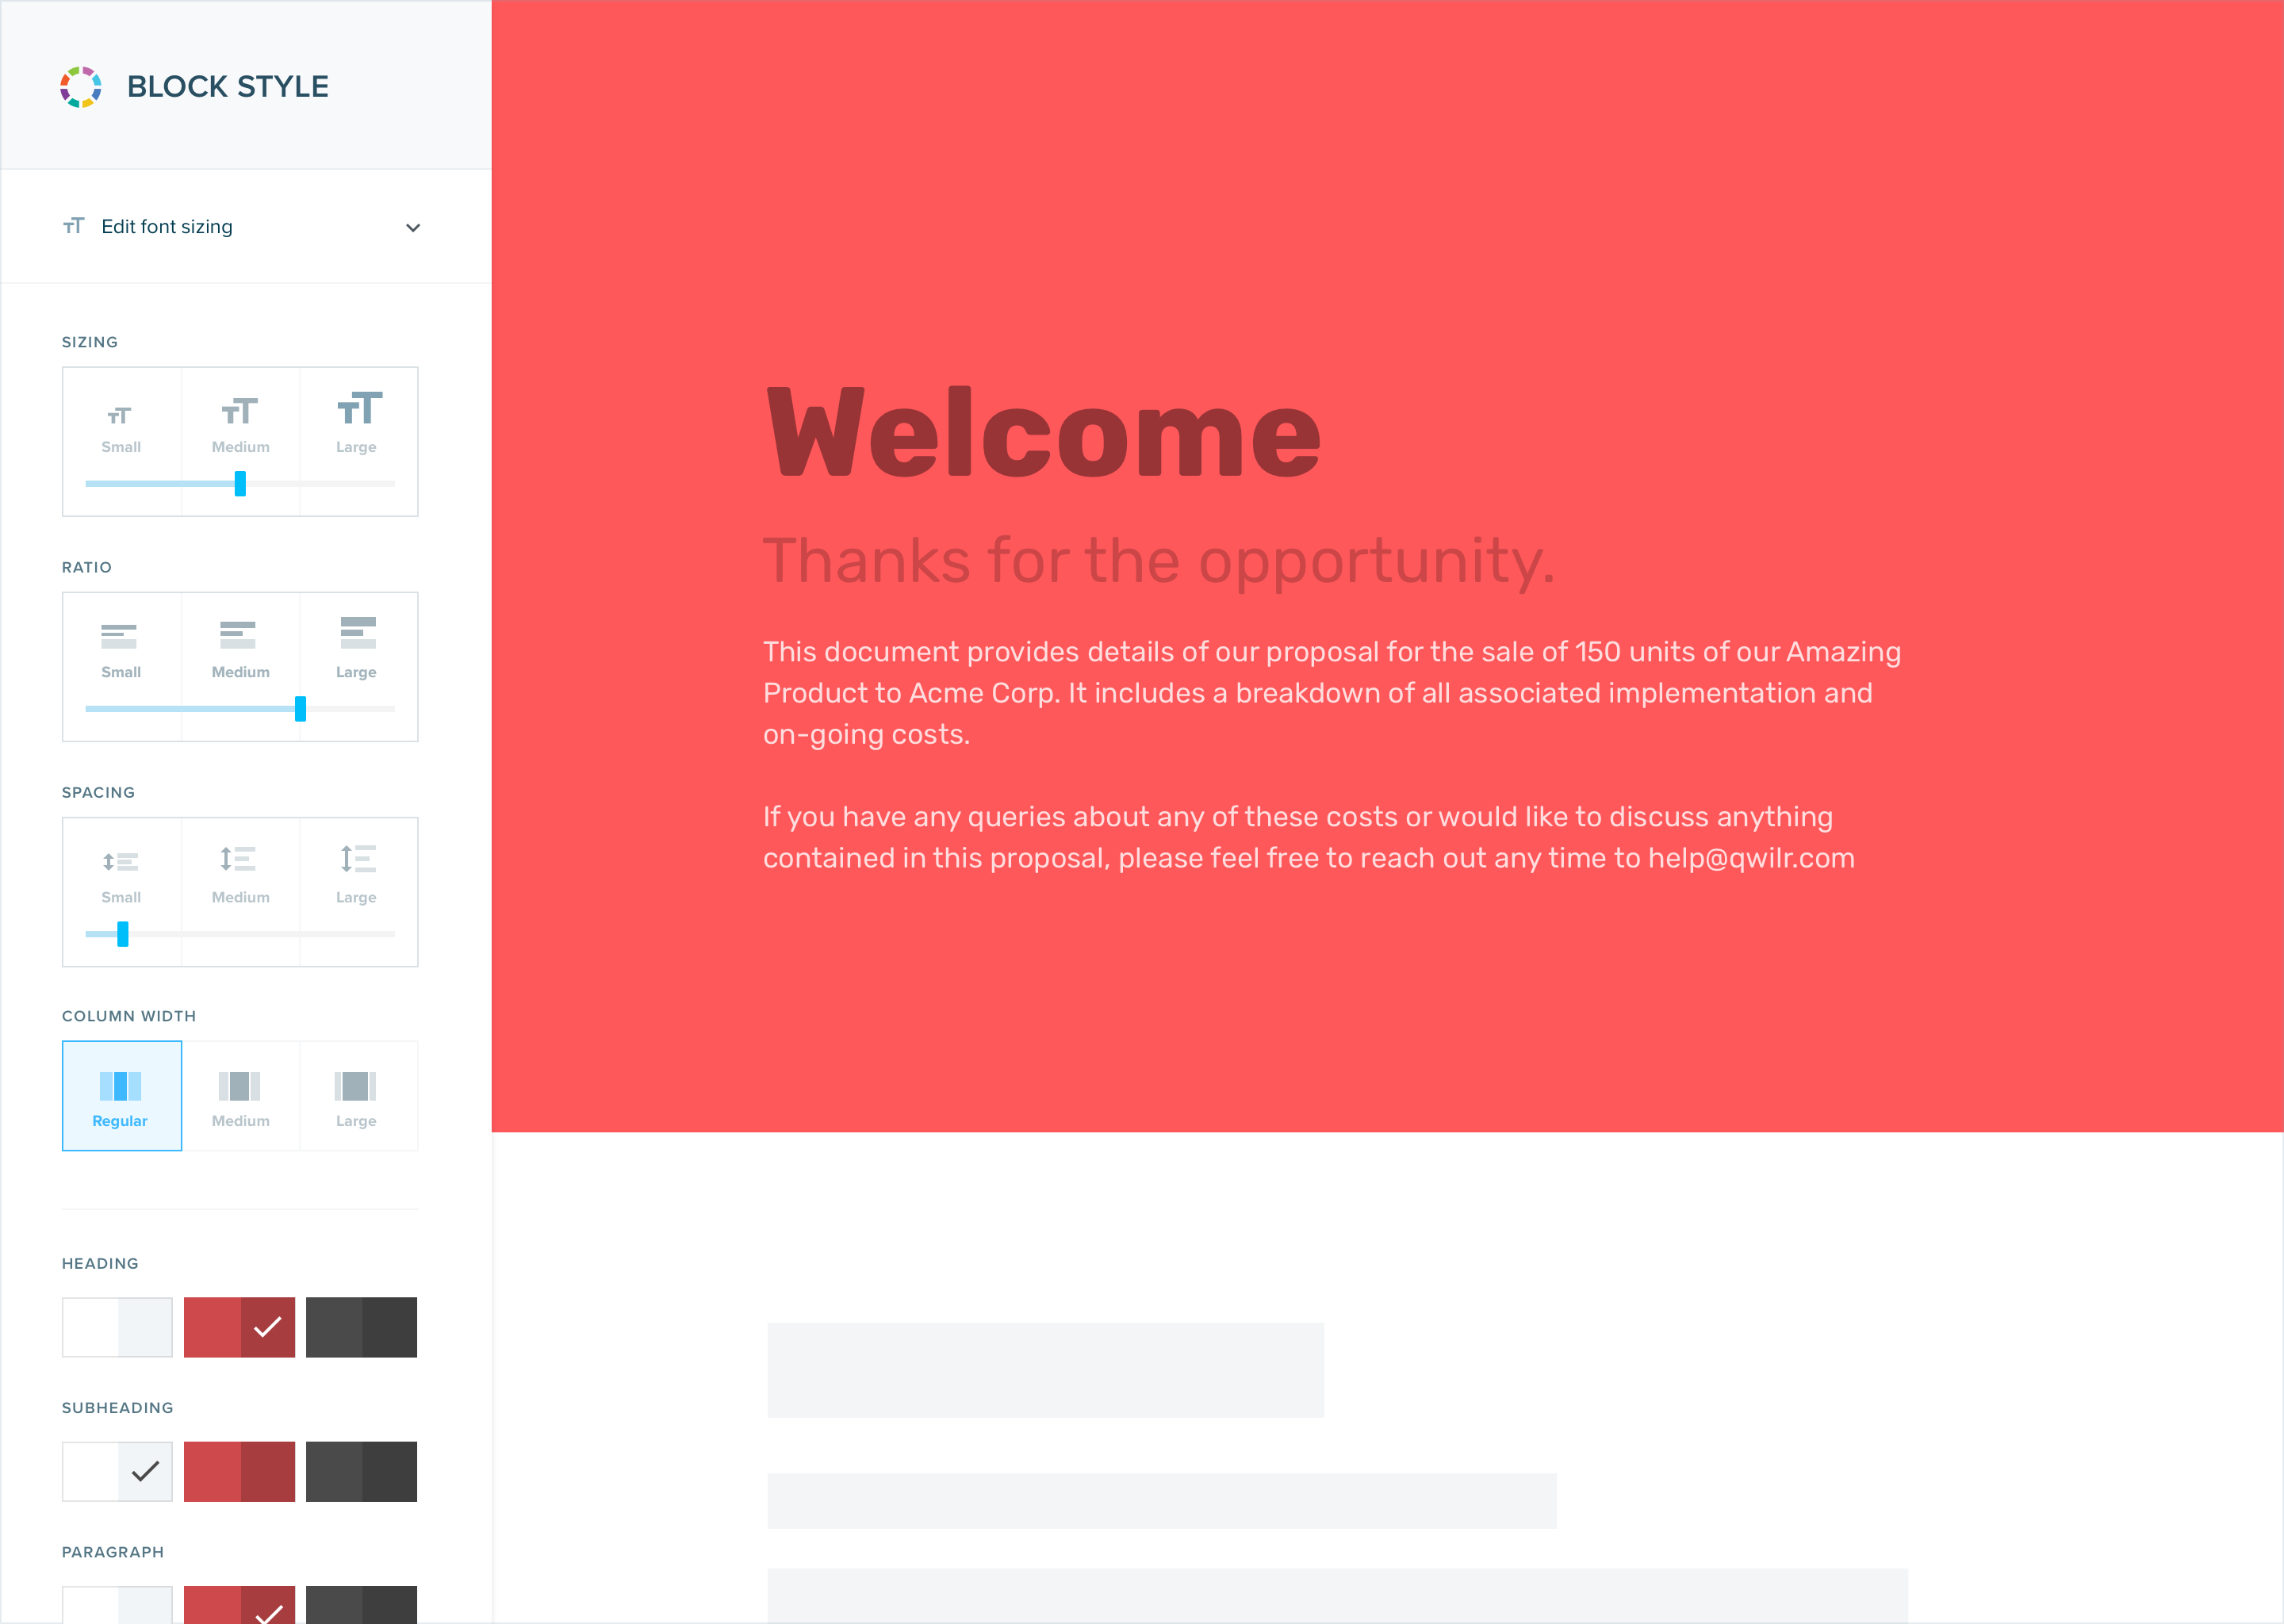 BLOCK STYLE
Edit font sizing
SIZING
Small Medium Large
RATIO
Small Medium Large
SPACING
Small Medium Large
COLUMN WIDTH
Regular Medium Large
HEADING
SUBHEADING
PARAGRAPH
Welcome
Thanks for the opportunity.
This document provides details of our proposal for the sale of 150 units of our Amazing
Product to Acme Corp. It includes a breakdown of all associated implementation and
on-going costs.
If you have any queries about any of these costs or would like to discuss anything
contained in this proposal, please feel free to reach out any time to help@qwilr.com